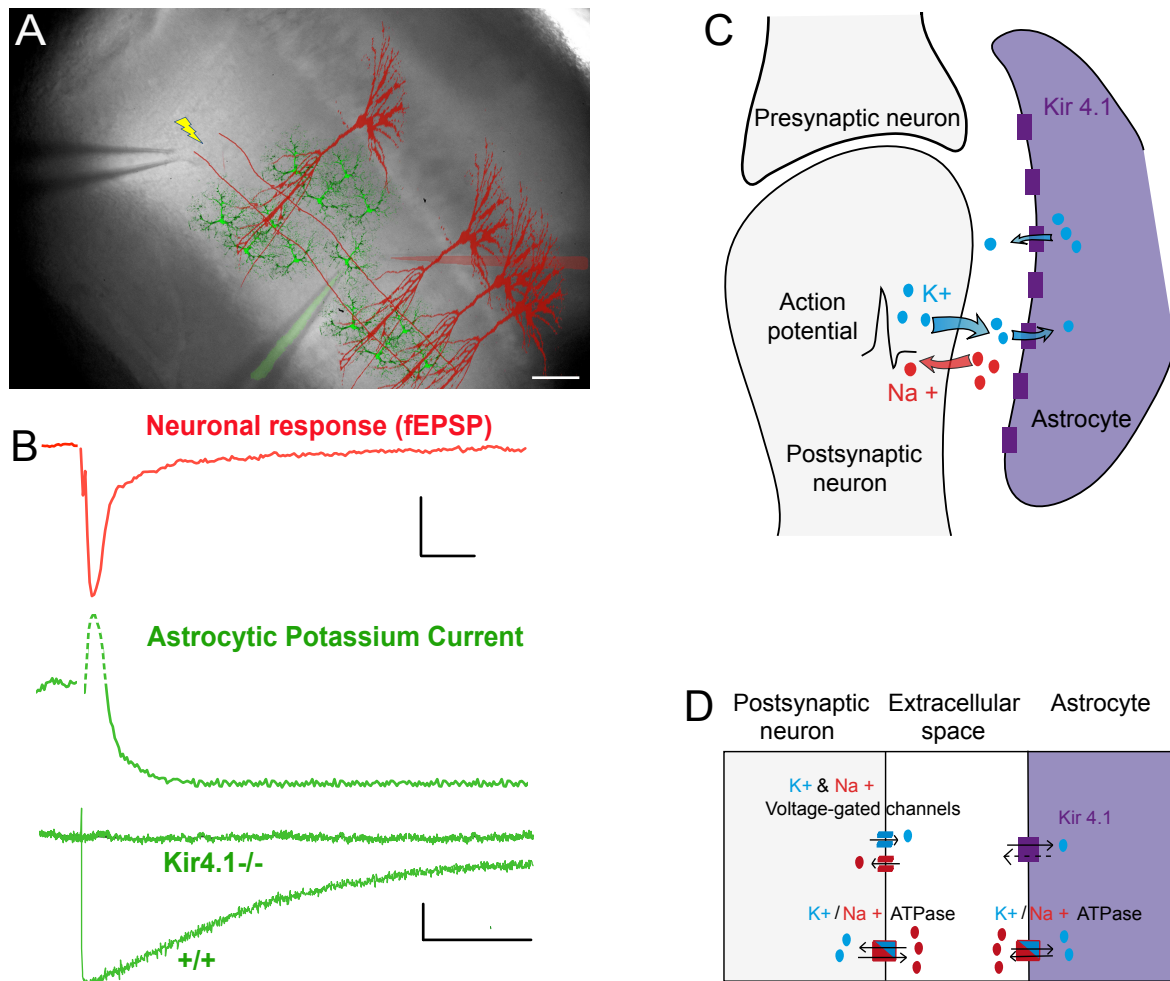 A
B
Neuronal response (fEPSP)
Astrocytic Potassium Current
Kir4.1-/-
+/+
C
Presynaptic neuron
Kir 4.1
Action
potential
K+
Na +
Postsynaptic
neuron
Astrocyte
D
Postsynaptic
neuron
Extracellular
space
Astrocyte
K+ & Na +
Voltage-gated channels
Kir 4.1
K+ / Na + ATPase
K+ / Na + ATPase